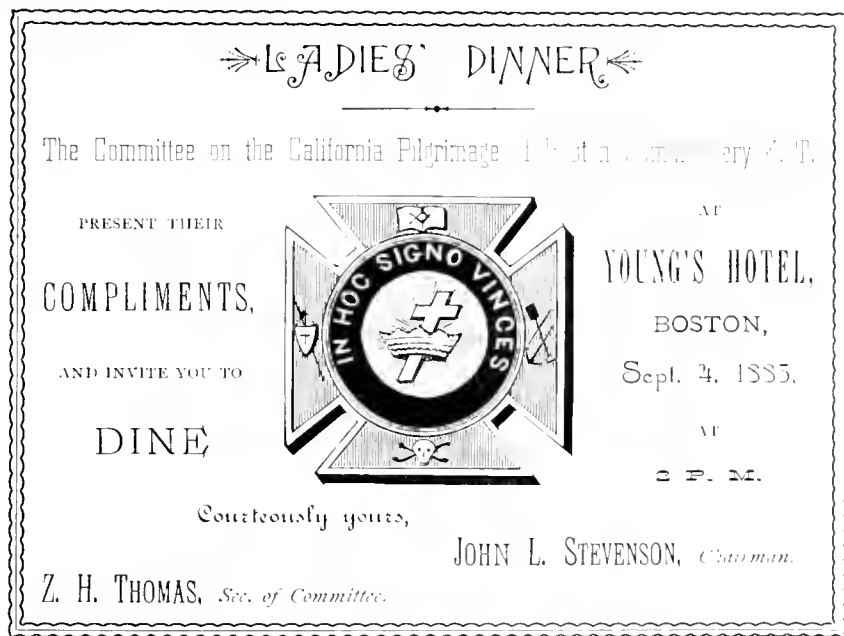 LADIES' DINNER
The Committee on the California Pilgrimage
PRESENT THEIR
COMPLIMENTS,
AND INVITE YOU TO
DINE
IN HOC SIGNO VINCES
AT
YOUNG'S HOTEL,
BOSTON,
Sept. 4, 1883,
AT
2 P. M.
Courteously yours,
JOHN L. STEVENSON, Chairman.
Z. H. THOMAS, Sec. of Committee.